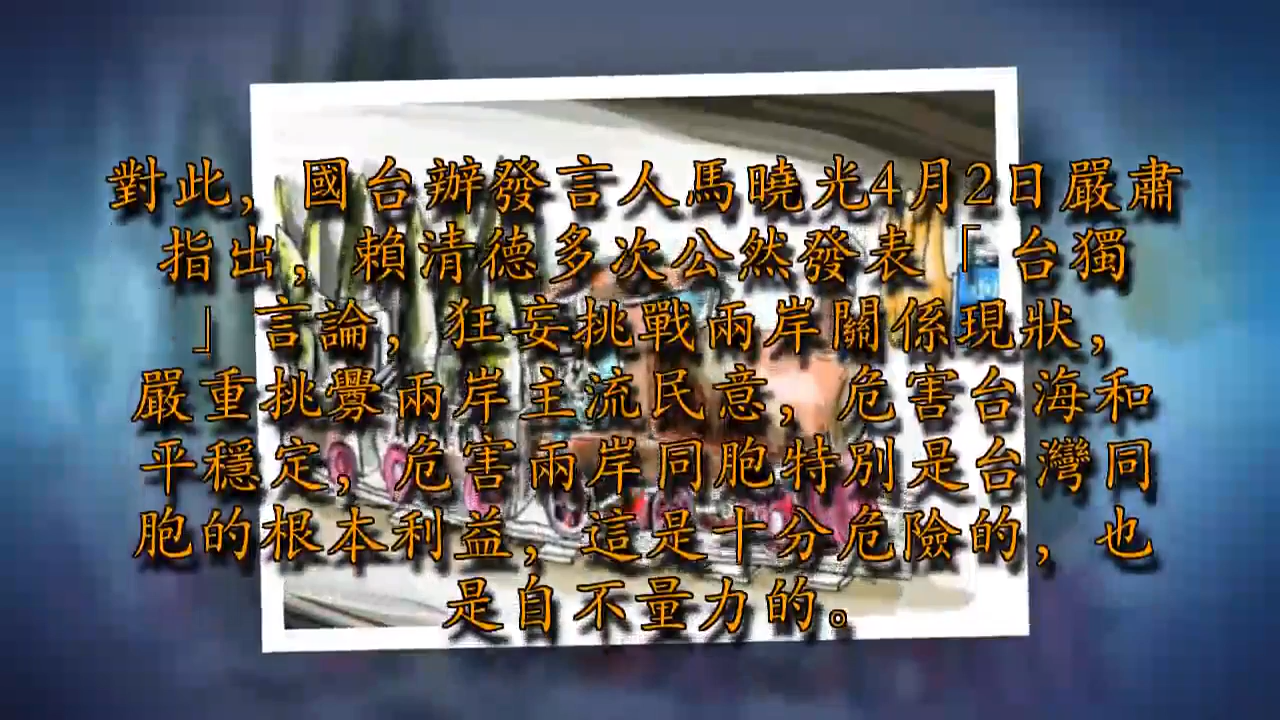 對此，國台辦發言人馬曉光4月2日嚴肅
指出，賴清德多次公然發表「台獨
」言論，狂妄挑戰兩岸關係現狀，
嚴重挑釁兩岸主流民意，危害台海和
平穩定，危害兩岸同胞特別是台灣同
胞的根本利益，這是十分危險的，也
是自不量力的。